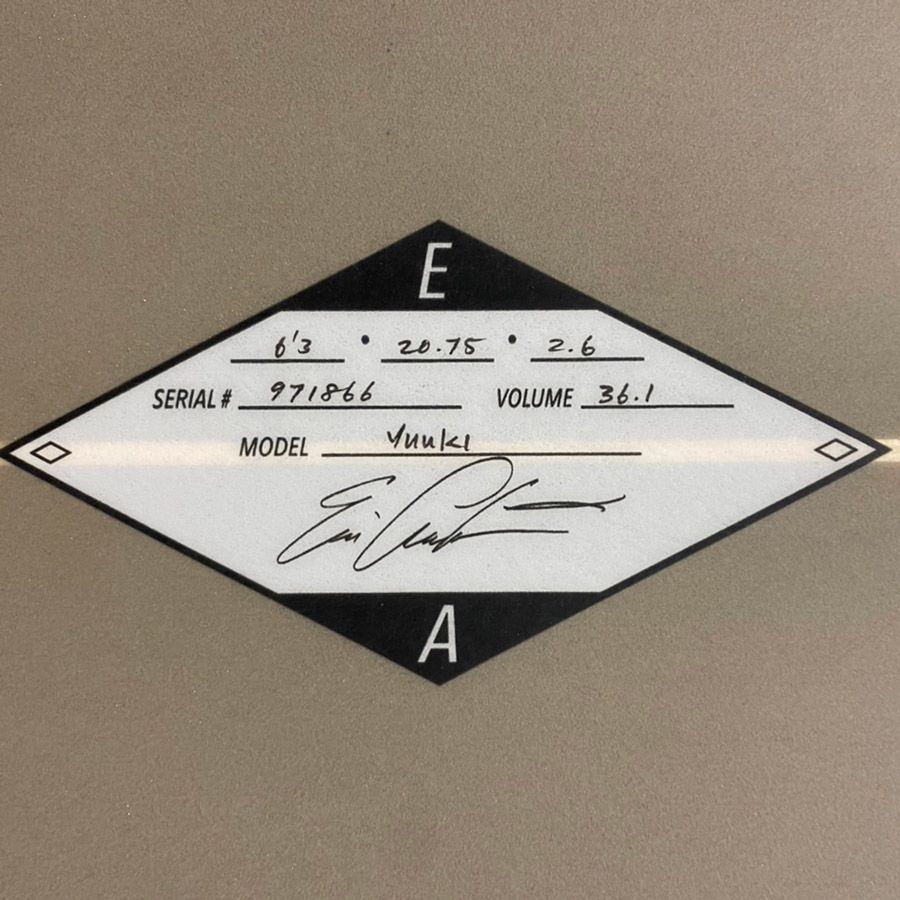 E
6'3 • 20.75 • 2.6
SERIAL # 971866 VOLUME 36.1
MODEL Yuuki
A